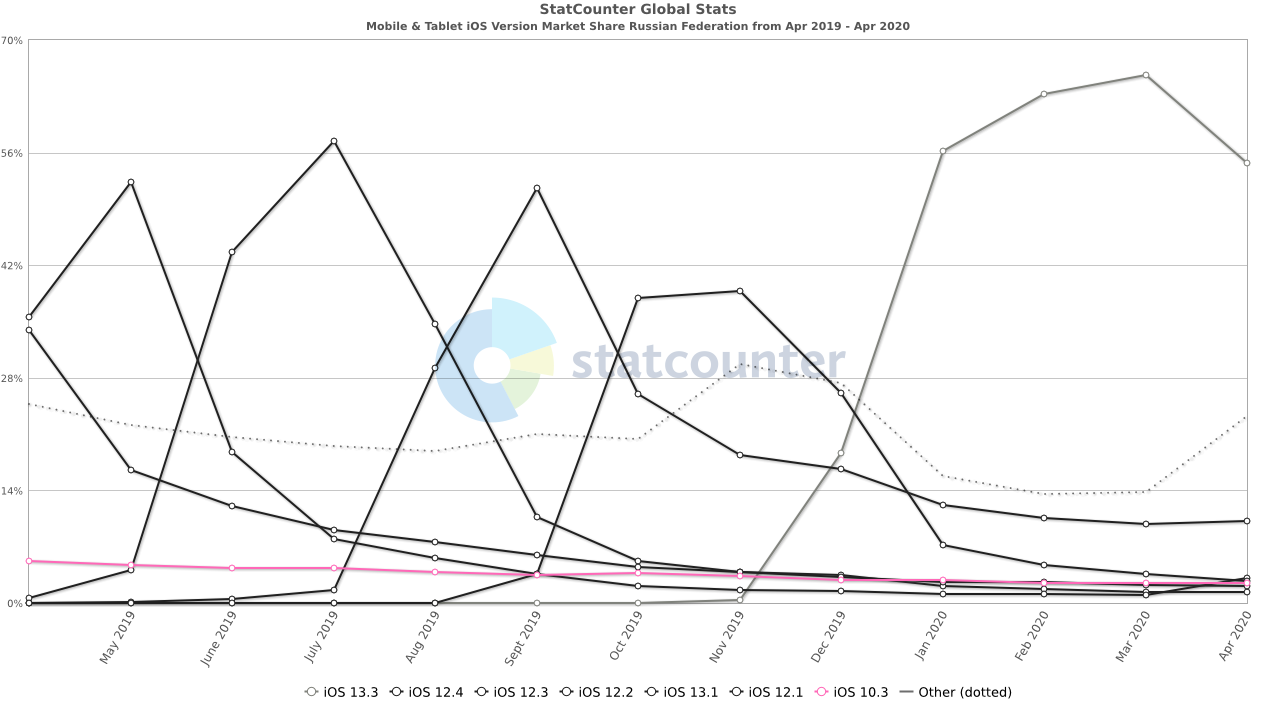 StatCounter Global Stats
Mobile & Tablet iOS Version Market Share Russian Federation from Apr 2019 - Apr 2020
70%
56%
42%
28%
14%
0%
statcounter
May 2019
June 2019
July 2019
Aug 2019
Sept 2019
Oct 2019
Nov 2019
Dec 2019
Jan 2020
Feb 2020
Mar 2020
Apr 2020
iOS 13.3 iOS 12.4 iOS 12.3 iOS 12.2 iOS 13.1 iOS 12.1 iOS 10.3 Other (dotted)